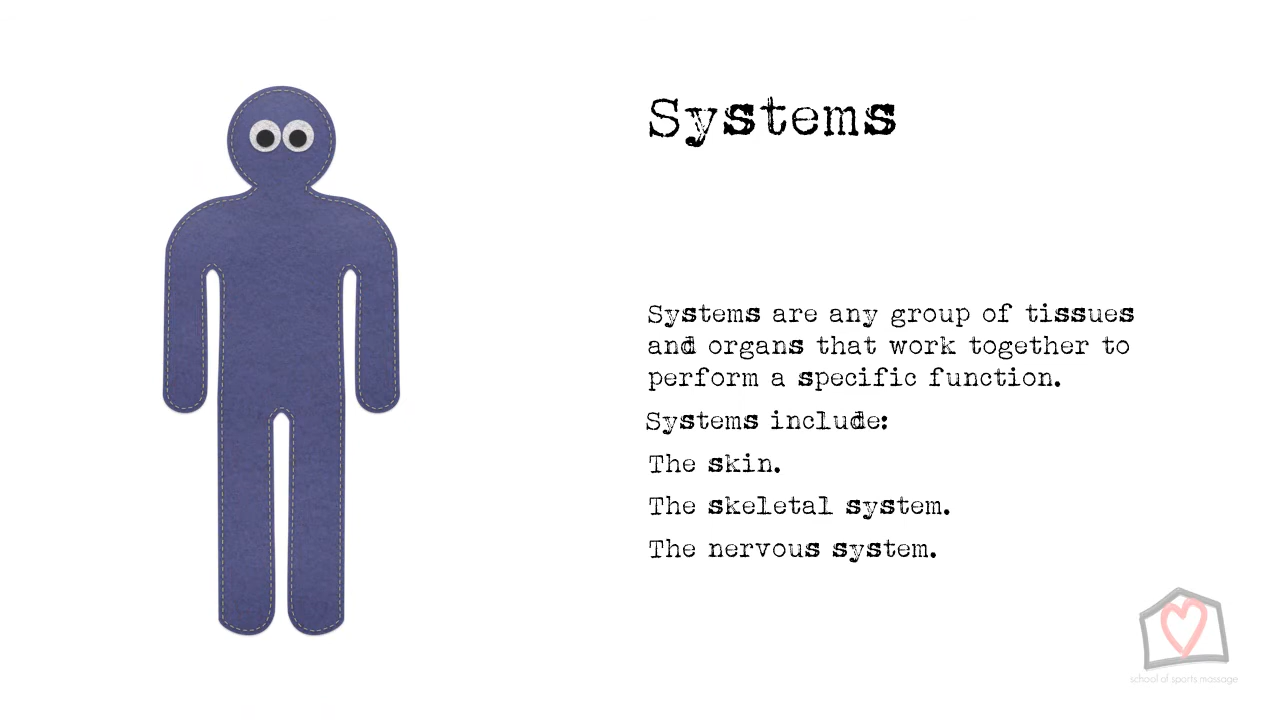 Systems
Systems are any group of tissues
and organs that work together to
perform a specific function.
Systems include:
The skin.
The skeletal system.
The nervous system.
school of sports massage